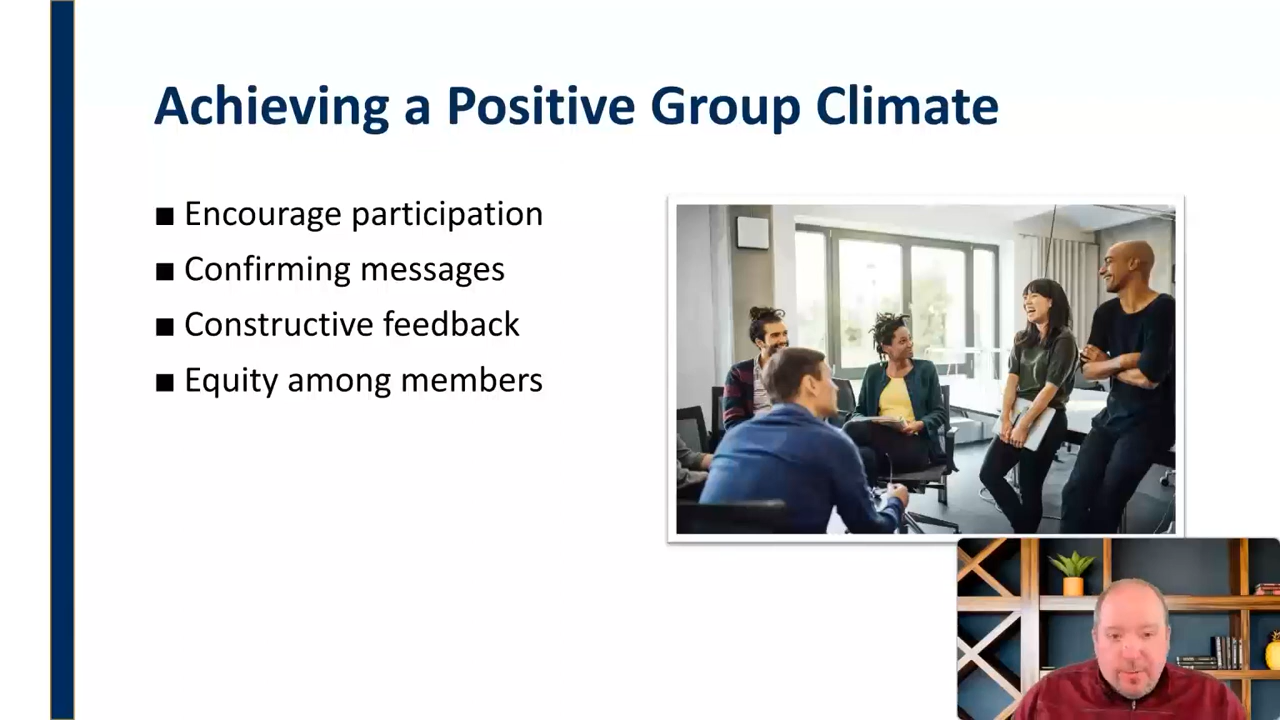 Achieving a Positive Group Climate
■ Encourage participation
■ Confirming messages
■ Constructive feedback
■ Equity among members